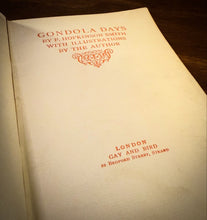 GONDOLA DAYS
BY F. HOPKINSON SMITH
WITH ILLUSTRATIONS
BY THE AUTHOR
LONDON
GAY AND BIRD
22 BEDFORD STREET, STRAND